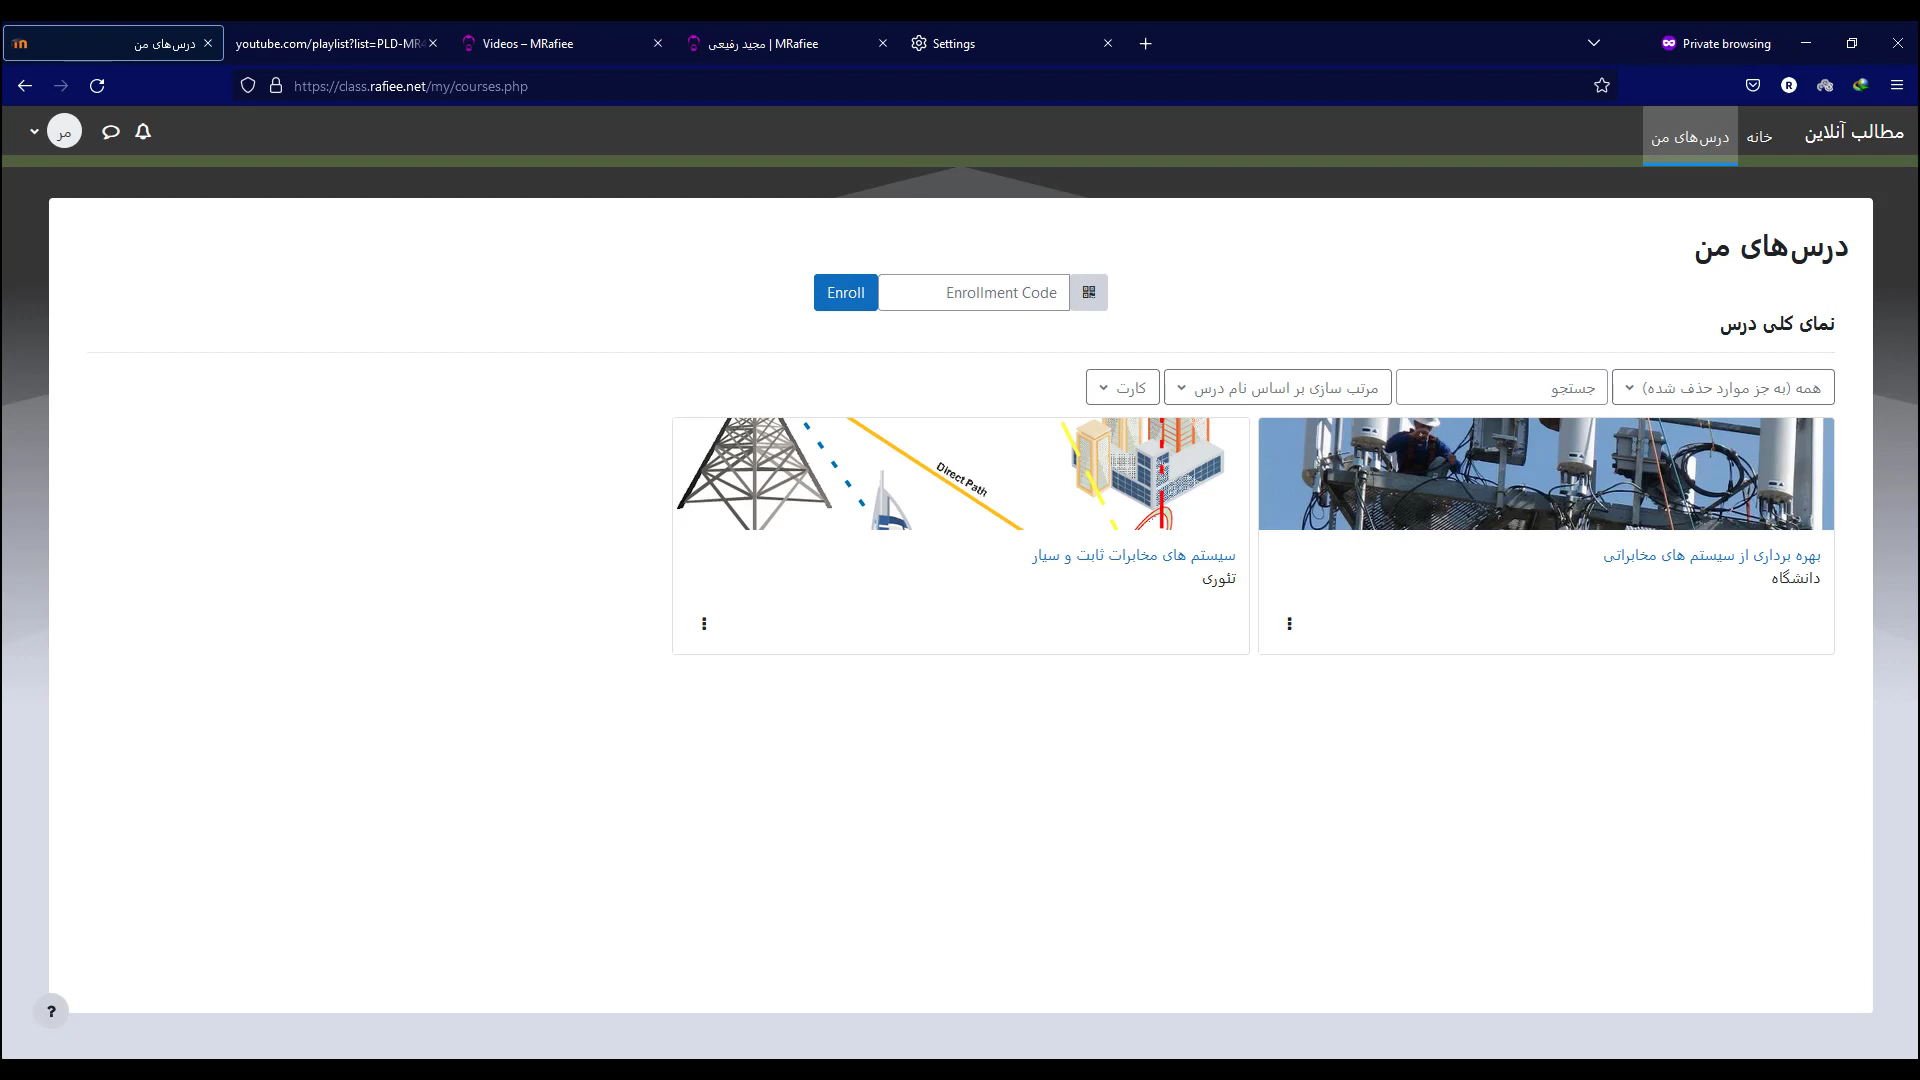 درس‌های من
youtube.com/playlist?list=PLD-MR
Videos – MRafiee
مجید رفیعی | MRafiee
Settings
Private browsing
https://class.rafiee.net/my/courses.php
R
مطالب آنلاین
خانه
درس‌های من
مر
درس‌های من
Enrollment Code
Enroll
نمای کلی درس
همه (به جز موارد حذف شده)
جستجو
مرتب سازی بر اساس نام درس
کارت
Direct Path
بهره برداری از سیستم های مخابراتی
دانشگاه
سیستم های مخابرات ثابت و سیار
تئوری
?